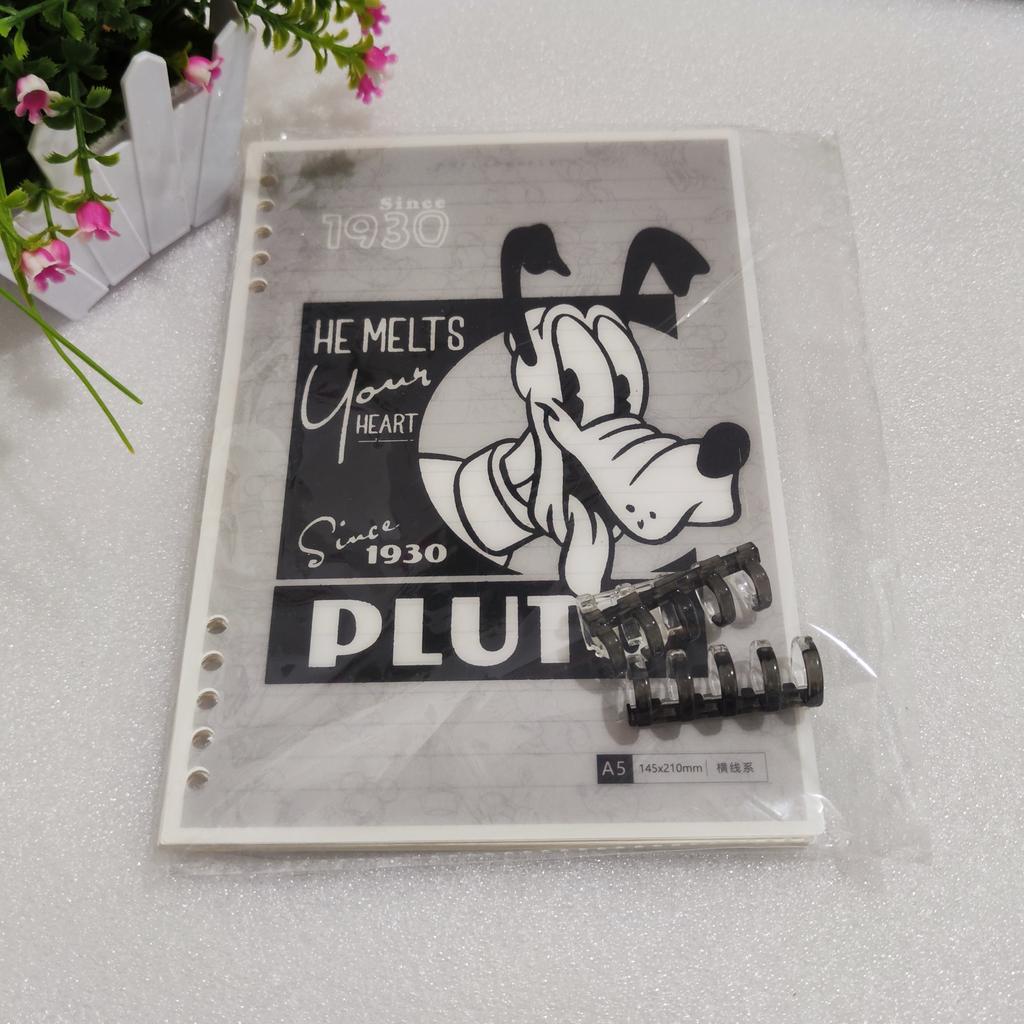 Since
1930
HE MELTS
Your
HEART
Since
1930
PLUT
A5 145x210mm 横线系